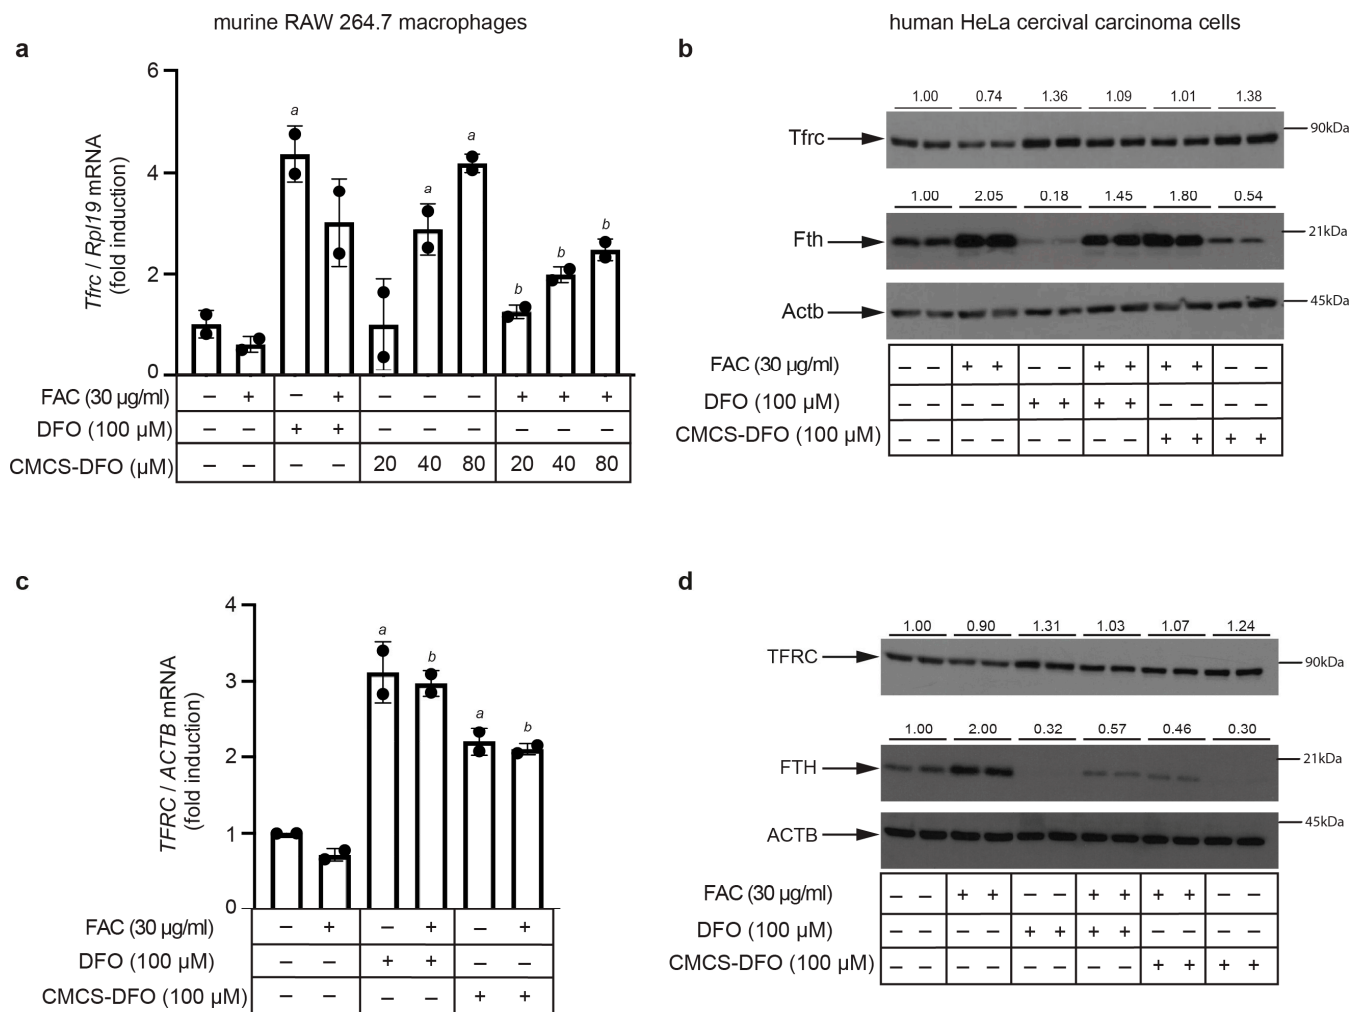 murine RAW 264.7 macrophages
human HeLa cercival carcinoma cells
a
Tfrc / Rpl19 mRNA
(fold induction)
6
4
2
0
a
a
a
b
b
b
FAC (30 µg/ml) – + – + – – – + + +
DFO (100 µM) – – + + – – – – – –
CMCS-DFO (µM) – – – – 20 40 80 20 40 80
b
1.00 0.74 1.36 1.09 1.01 1.38
Tfrc
90kDa
1.00 2.05 0.18 1.45 1.80 0.54
Fth
21kDa
Actb
45kDa
FAC (30 µg/ml) – – + + – – + + + + – –
DFO (100 µM) – – – – + + + + – – – –
CMCS-DFO (100 µM) – – – – – – – – + + + +
c
TFRC / ACTB mRNA
(fold induction)
4
3
2
1
0
a
b
a
b
FAC (30 µg/ml) – + – + – +
DFO (100 µM) – – + + – –
CMCS-DFO (100 µM) – – – – + +
d
1.00 0.90 1.31 1.03 1.07 1.24
TFRC
90kDa
1.00 2.00 0.32 0.57 0.46 0.30
FTH
21kDa
ACTB
45kDa
FAC (30 µg/ml) – – + + – – + + + + – –
DFO (100 µM) – – – – + + + + – – – –
CMCS-DFO (100 µM) – – – – – – – – + + + +